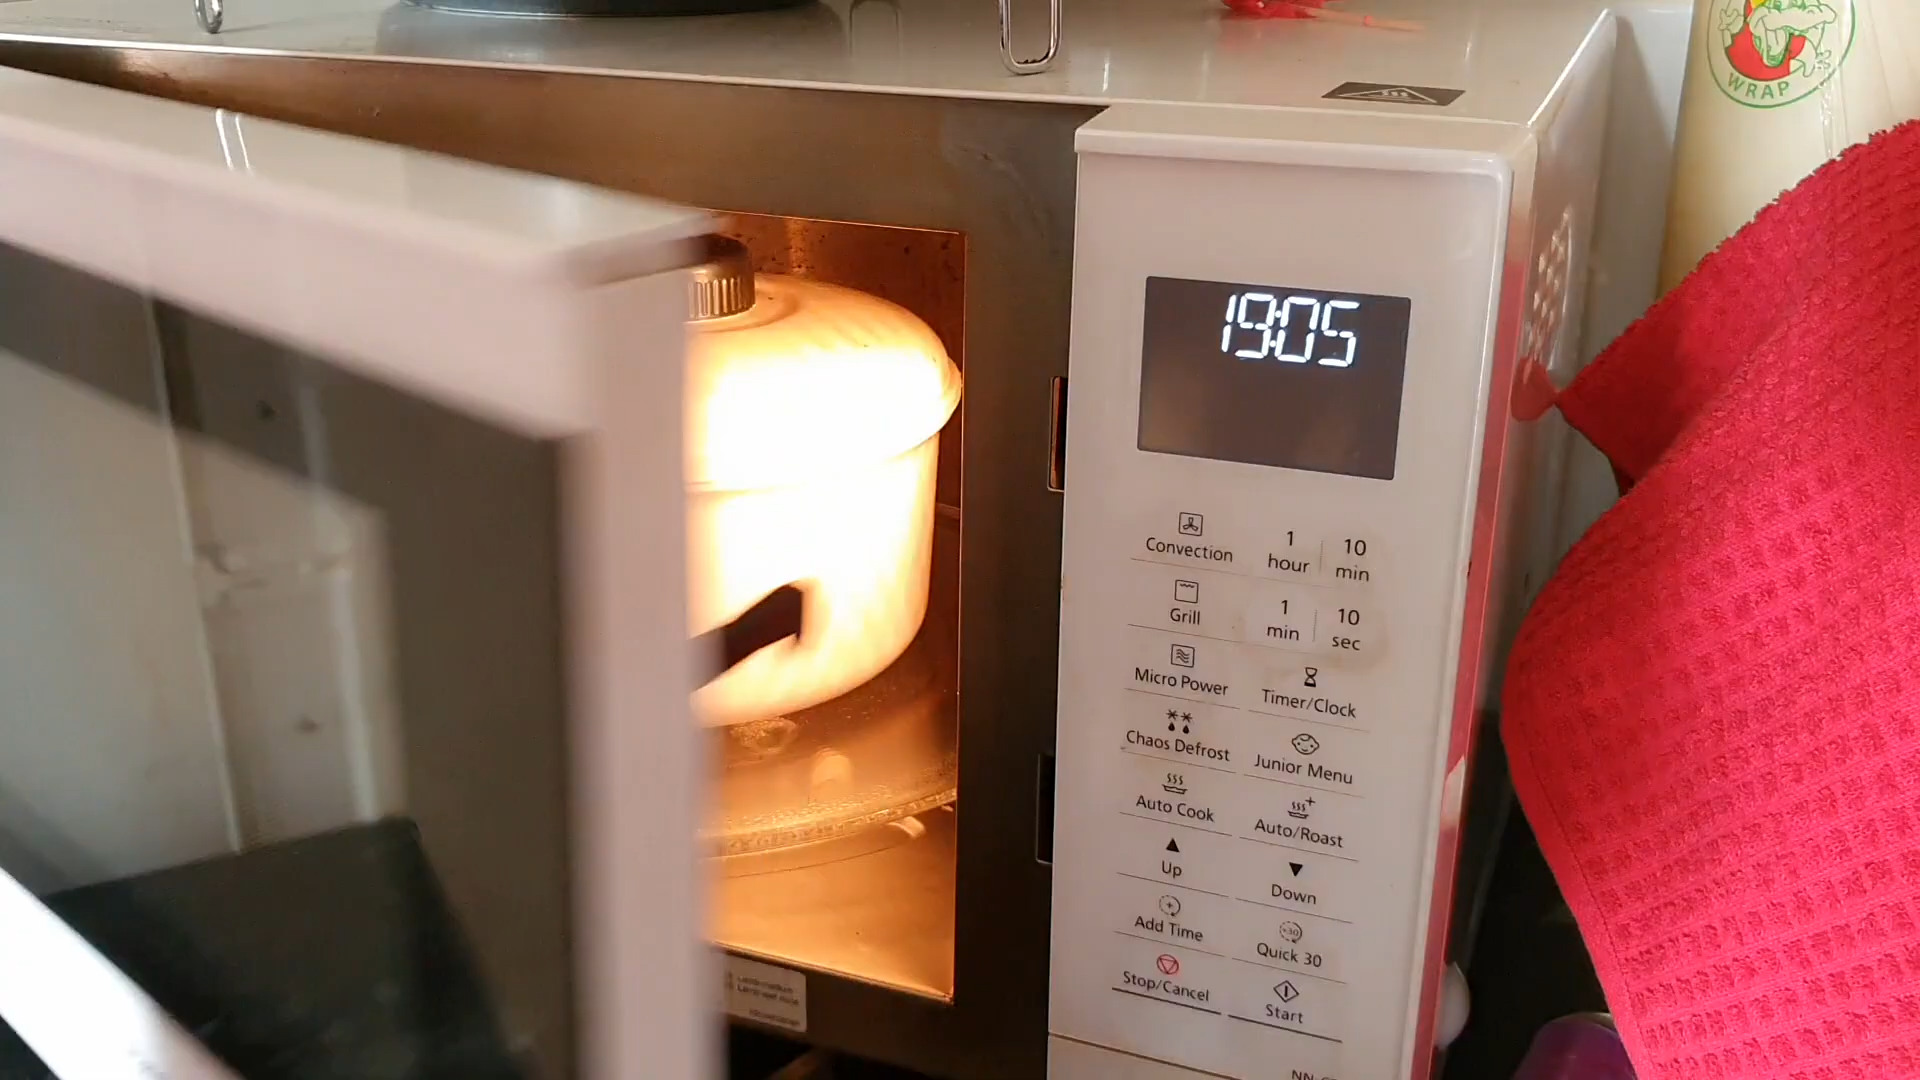 WRAP
19:05
Convection
1 hour
10 min
Grill
1 min
10 sec
Micro Power
Timer/Clock
Chaos Defrost
Junior Menu
Auto Cook
Auto/Roast
Up
Down
Add Time
+30
Quick 30
Stop/Cancel
Start